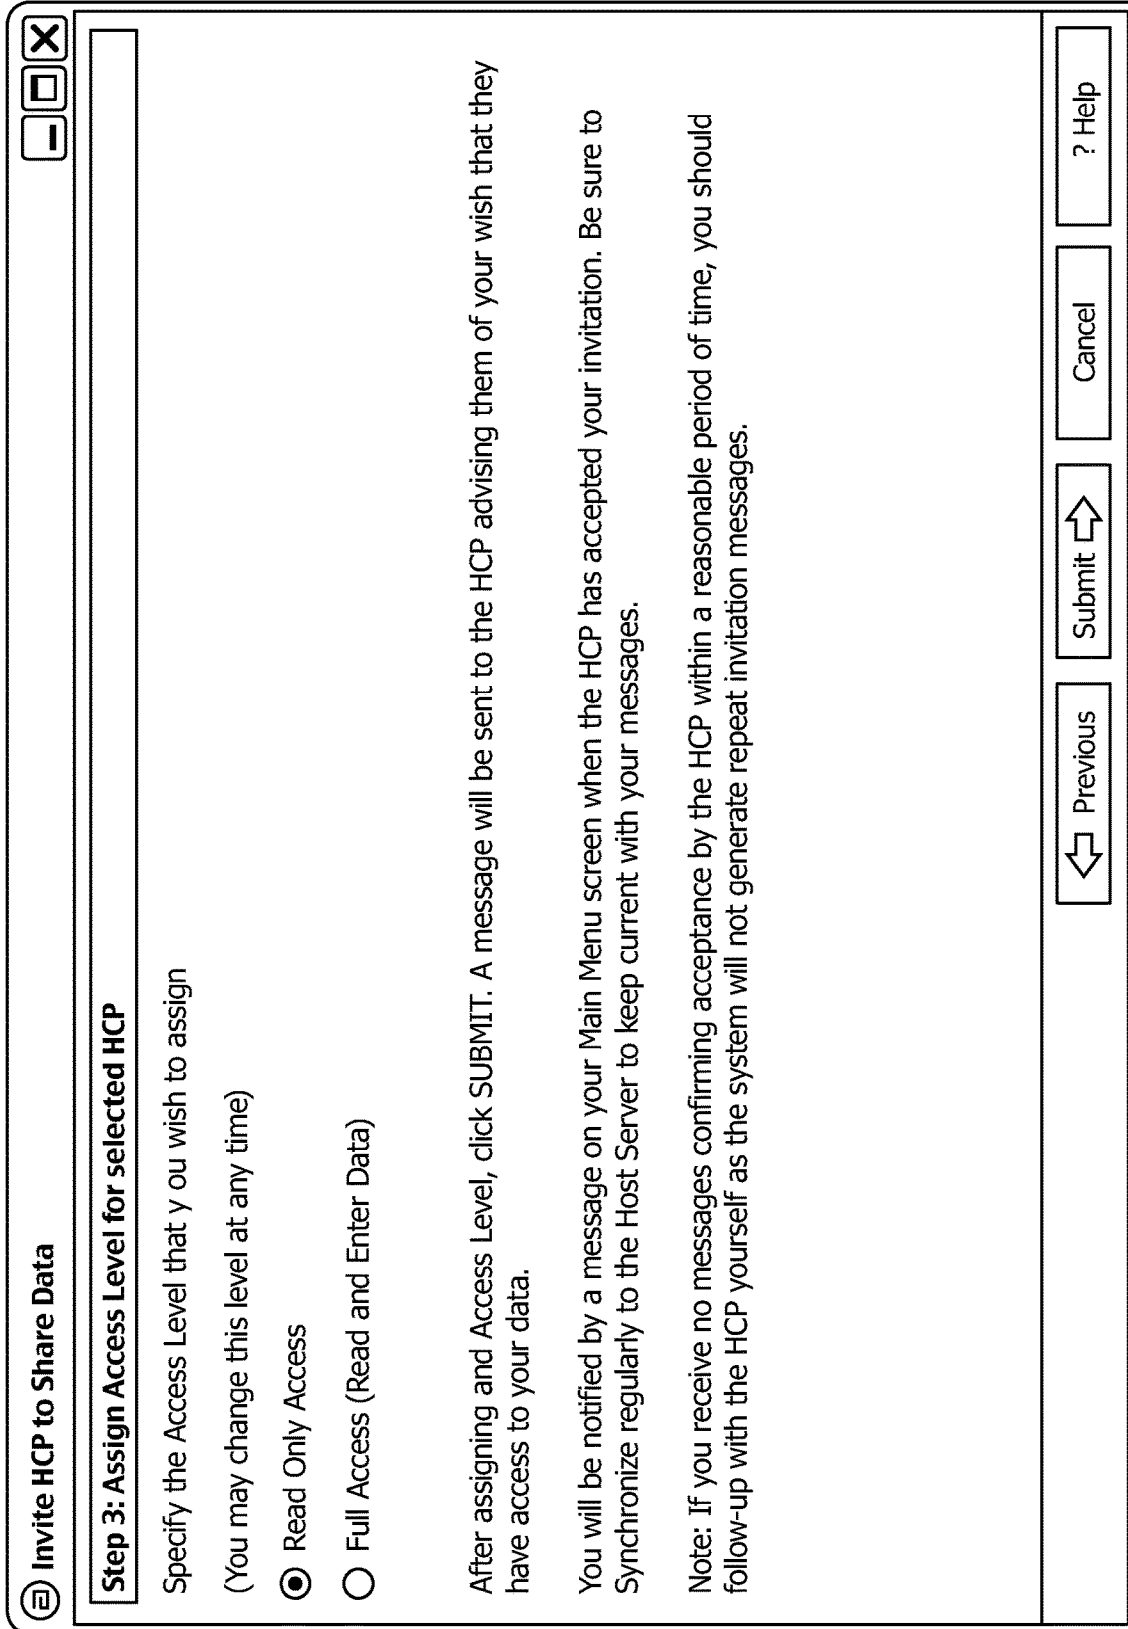 Invite HCP to Share Data
Step 3: Assign Access Level for selected HCP
Specify the Access Level that y ou wish to assign
(You may change this level at any time)
Read Only Access
Full Access (Read and Enter Data)
After assigning and Access Level, click SUBMIT. A message will be sent to the HCP advising them of your wish that they
have access to your data.
You will be notified by a message on your Main Menu screen when the HCP has accepted your invitation. Be sure to
Synchronize regularly to the Host Server to keep current with your messages.
Note: If you receive no messages confirming acceptance by the HCP within a reasonable period of time, you should
follow-up with the HCP yourself as the system will not generate repeat invitation messages.
Previous
Submit
Cancel
? Help